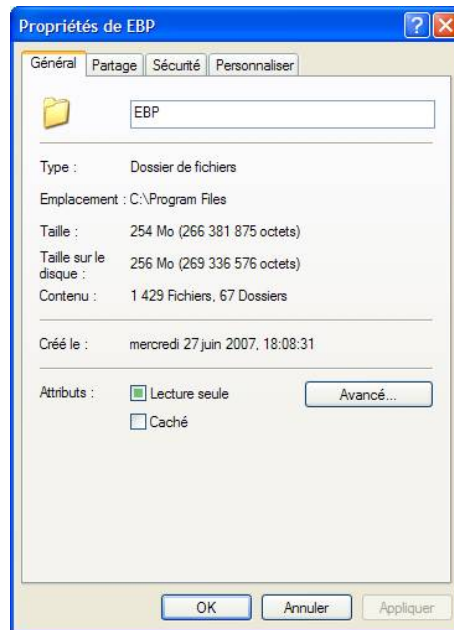 Propriétés de EBP
?
Général Partage Sécurité Personnaliser
EBP
Type : Dossier de fichiers
Emplacement : C:\Program Files
Taille : 254 Mo (266 381 875 octets)
Taille sur le
disque : 256 Mo (269 336 576 octets)
Contenu : 1 429 Fichiers, 67 Dossiers
Créé le : mercredi 27 juin 2007, 18:08:31
Attributs : Lecture seule Avancé...
Caché
OK Annuler Appliquer